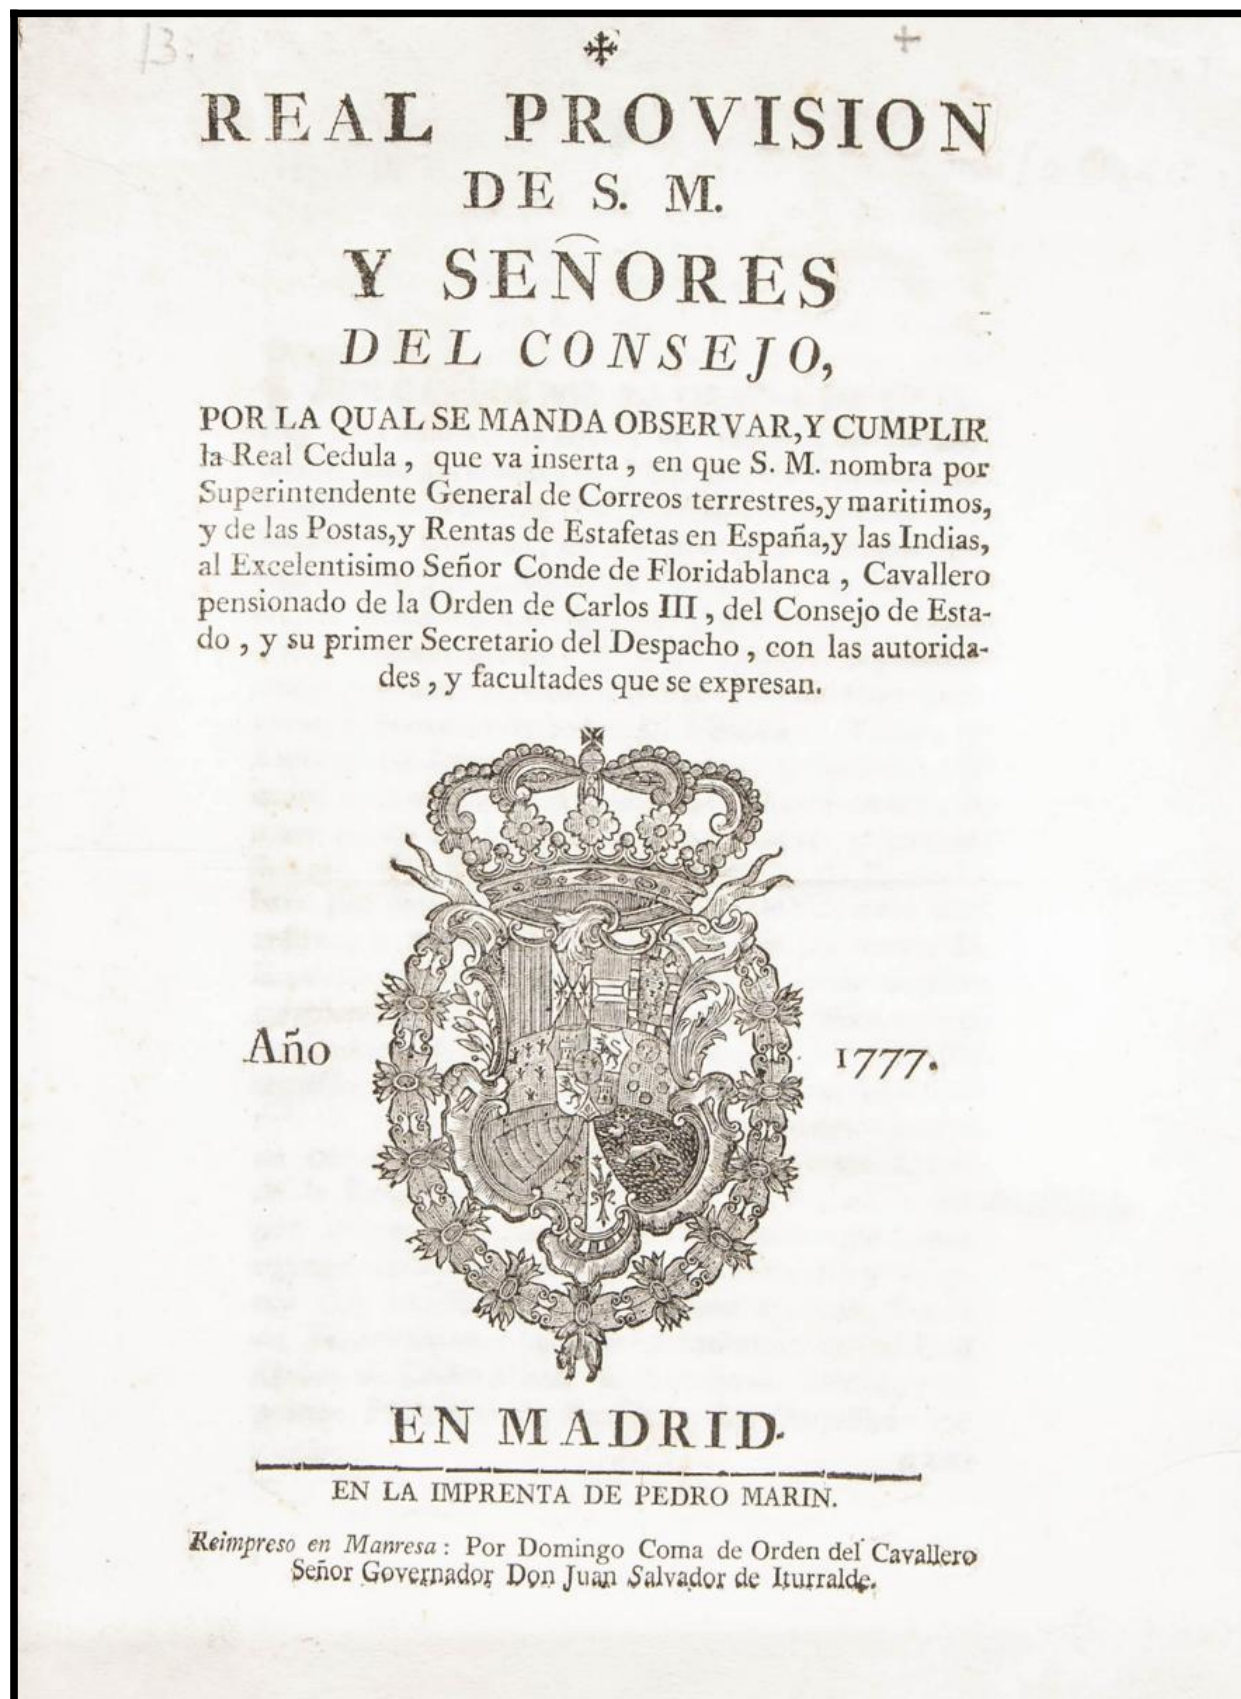 13.
REAL PROVISION
DE S. M.
Y SEÑORES
DEL CONSEJO,
POR LA QUAL SE MANDA OBSERVAR, Y CUMPLIR
la Real Cedula, que va inserta, en que S. M. nombra por
Superintendente General de Correos terrestres, y maritimos,
y de las Postas, y Rentas de Estafetas en España, y las Indias,
al Excelentisimo Señor Conde de Floridablanca, Cavallero
pensionado de la Orden de Carlos III, del Consejo de Esta-
do, y su primer Secretario del Despacho, con las autorida-
des, y facultades que se expresan.
Año 1777.
EN MADRID.
EN LA IMPRENTA DE PEDRO MARIN.
Reimpreso en Manresa: Por Domingo Coma de Orden del Cavallero
Señor Governador Don Juan Salvador de Iturralde.